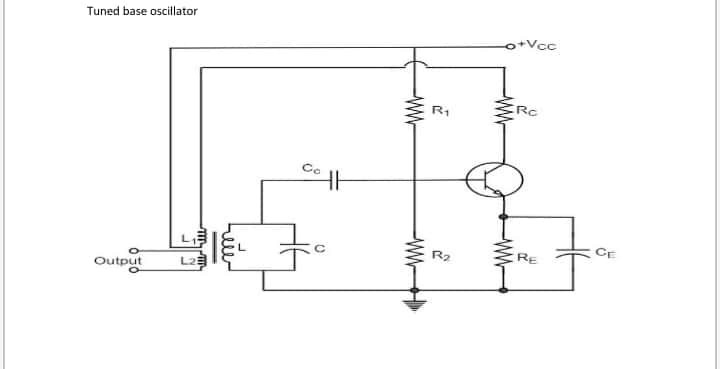 Tuned base oscillator
+Vcc
R1
Rc
Cc
L1
L
C
Output
L2
R2
RE
CE